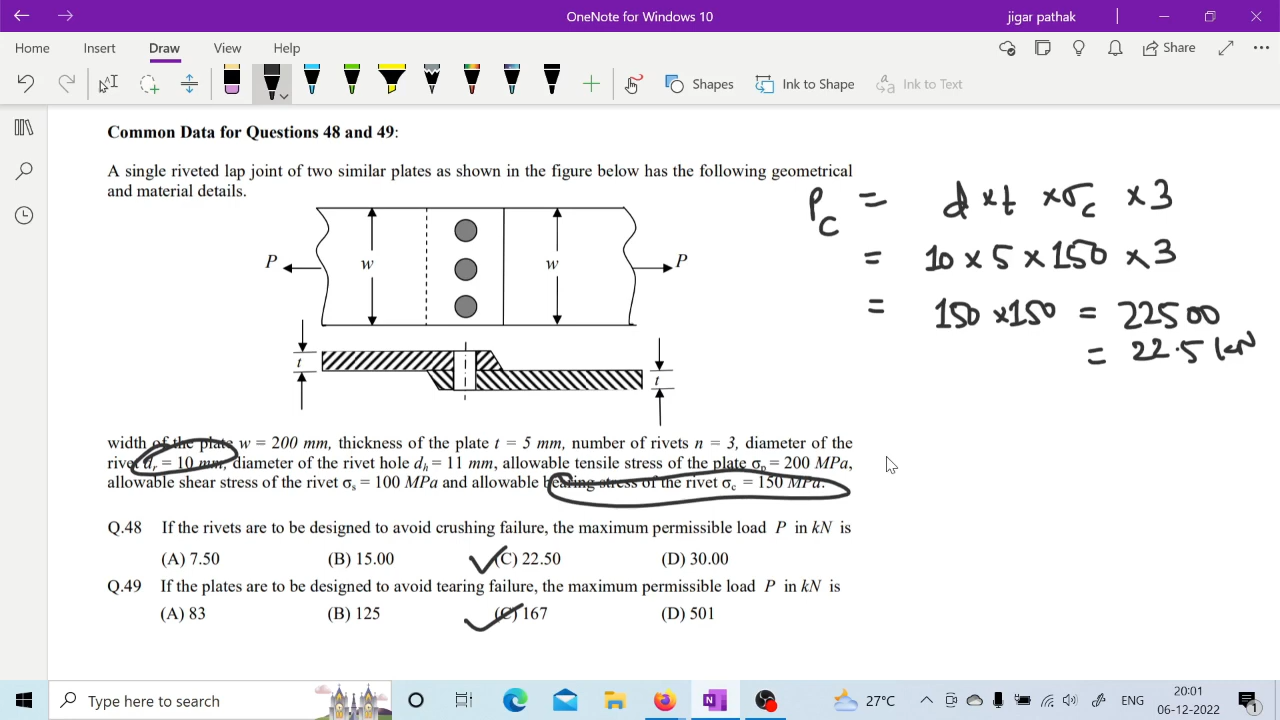 OneNote for Windows 10
jigar pathak
Home Insert Draw View Help
Share
Shapes
Ink to Shape
Ink to Text
Common Data for Questions 48 and 49:
A single riveted lap joint of two similar plates as shown in the figure below has the following geometrical
and material details.
P
w
w
P
t
t
width of the plate w = 200 mm, thickness of the plate t = 5 mm, number of rivets n = 3, diameter of the
rivet dr = 10 mm, diameter of the rivet hole dh = 11 mm, allowable tensile stress of the plate σp = 200 MPa,
allowable shear stress of the rivet σs = 100 MPa and allowable bearing stress of the rivet σc = 150 MPa.
Q.48 If the rivets are to be designed to avoid crushing failure, the maximum permissible load P in kN is
(A) 7.50 (B) 15.00 (C) 22.50 (D) 30.00
Q.49 If the plates are to be designed to avoid tearing failure, the maximum permissible load P in kN is
(A) 83 (B) 125 (C) 167 (D) 501
Pc = d × t × σc × 3
= 10 × 5 × 150 × 3
= 150 × 150 = 22500
= 22.5 kN
Type here to search
27°C
ENG
20:01
06-12-2022
1